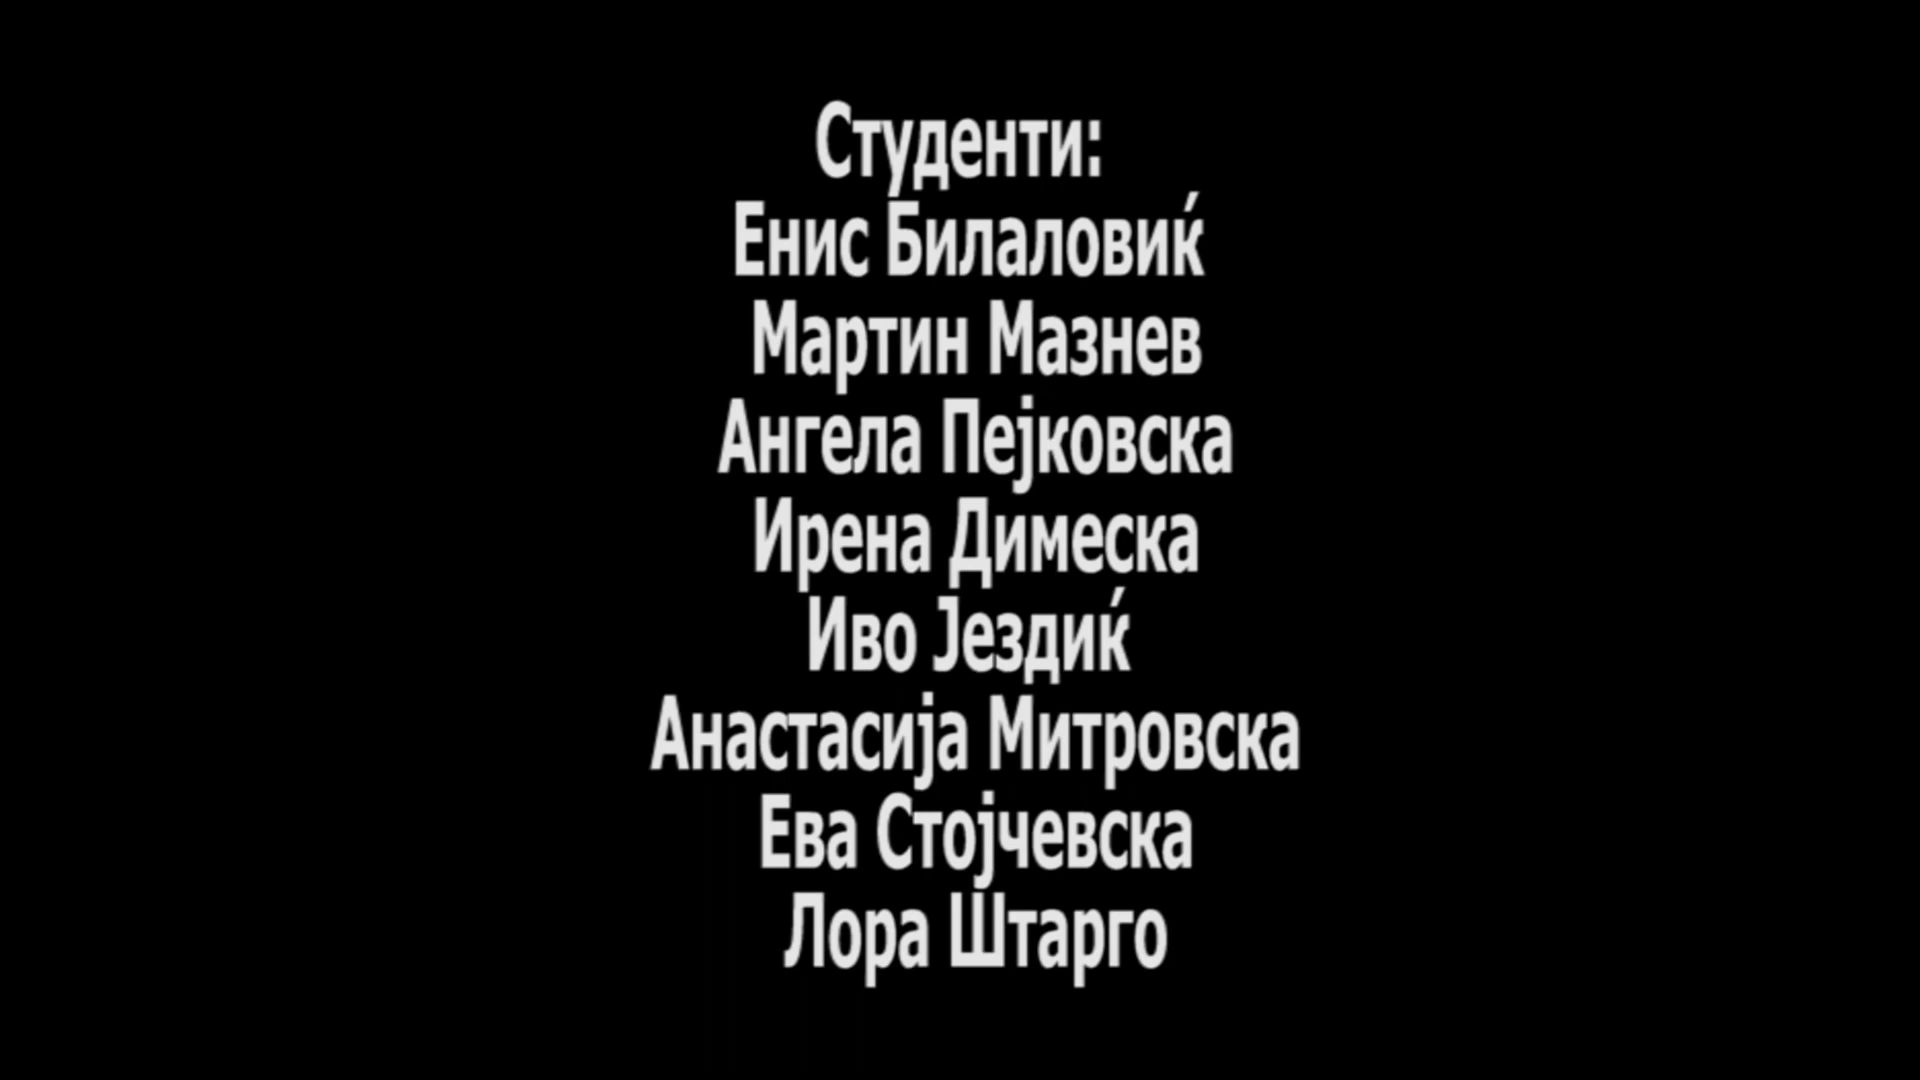 Студенти:
Енис Билаловиќ
Мартин Мазнев
Ангела Пејковска
Ирена Димеска
Иво Јездиќ
Анастасија Митровска
Ева Стојчевска
Лора Штарго